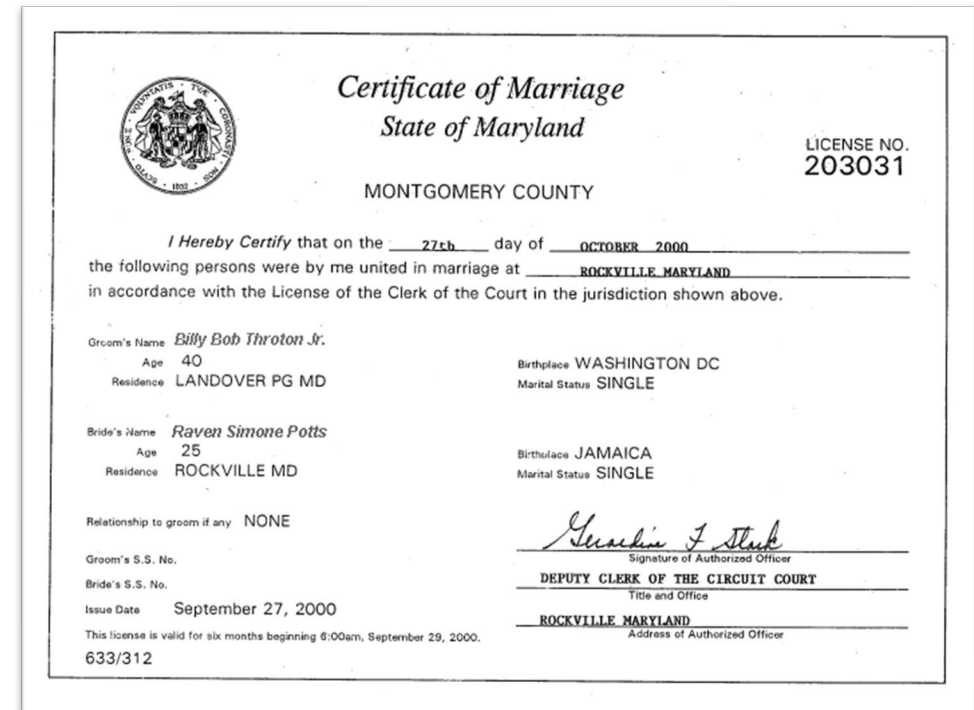 Certificate of Marriage
State of Maryland
LICENSE NO.
203031
MONTGOMERY COUNTY
I Hereby Certify that on the 27th day of OCTOBER 2000
the following persons were by me united in marriage at ROCKVILLE MARYLAND
in accordance with the License of the Clerk of the Court in the jurisdiction shown above.
Groom's Name Billy Bob Throton Jr.
Age 40 Birthplace WASHINGTON DC
Residence LANDOVER PG MD Marital Status SINGLE
Bride's Name Raven Simone Potts
Age 25 Birthplace JAMAICA
Residence ROCKVILLE MD Marital Status SINGLE
Relationship to groom if any NONE
Geraldine F Stark
Signature of Authorized Officer
Groom's S.S. No.
DEPUTY CLERK OF THE CIRCUIT COURT
Bride's S.S. No.
Title and Office
Issue Date September 27, 2000
ROCKVILLE MARYLAND
Address of Authorized Officer
This license is valid for six months beginning 6:00am, September 29, 2000.
633/312